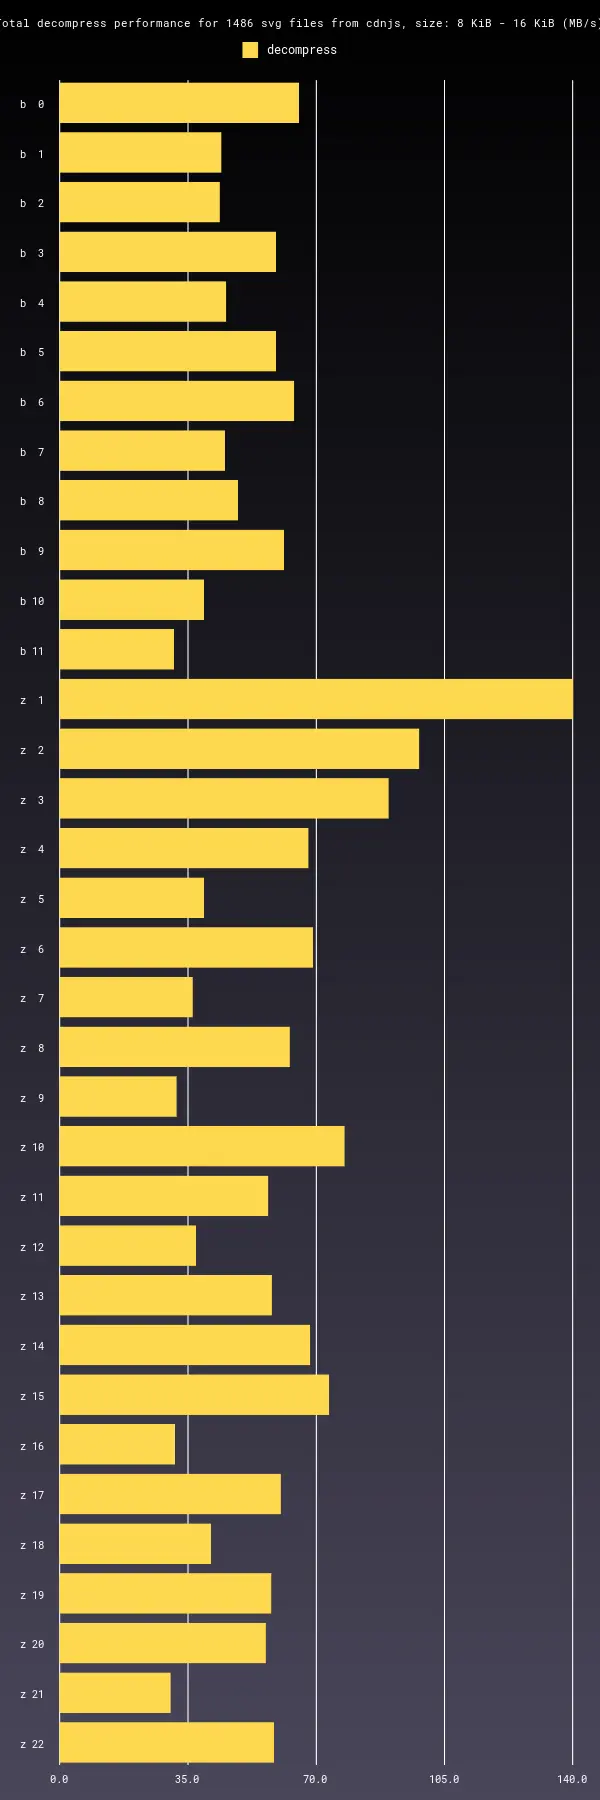 Total decompress performance for 1486 svg files from cdnjs, size: 8 KiB - 16 KiB (MB/s)
decompress
b 0
b 1
b 2
b 3
b 4
b 5
b 6
b 7
b 8
b 9
b 10
b 11
z 1
z 2
z 3
z 4
z 5
z 6
z 7
z 8
z 9
z 10
z 11
z 12
z 13
z 14
z 15
z 16
z 17
z 18
z 19
z 20
z 21
z 22
0.0 35.0 70.0 105.0 140.0